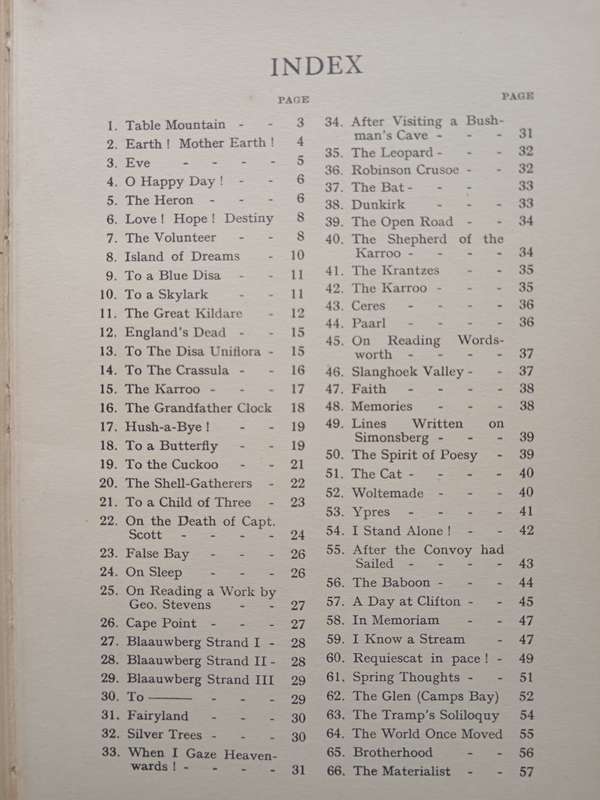 INDEX
PAGE
1. Table Mountain - - 3
2. Earth ! Mother Earth ! 4
3. Eve - - - - 5
4. O Happy Day ! - - 6
5. The Heron - - - 6
6. Love ! Hope ! Destiny 8
7. The Volunteer - - 8
8. Island of Dreams - 10
9. To a Blue Disa - - 11
10. To a Skylark - - 11
11. The Great Kildare - 12
12. England's Dead - - 15
13. To The Disa Uniflora - 15
14. To The Crassula - - 16
15. The Karroo - - - 17
16. The Grandfather Clock 18
17. Hush-a-Bye ! - - 19
18. To a Butterfly - - 19
19. To the Cuckoo - - 21
20. The Shell-Gatherers - 22
21. To a Child of Three - 23
22. On the Death of Capt.
Scott - - - - 24
23. False Bay - - - 26
24. On Sleep - - - 26
25. On Reading a Work by
Geo. Stevens - - 27
26. Cape Point - - - 27
27. Blaauwberg Strand I - 28
28. Blaauwberg Strand II - 28
29. Blaauwberg Strand III 29
30. To —— - - - 29
31. Fairyland - - - 30
32. Silver Trees - - - 30
33. When I Gaze Heaven-
wards ! - - - - 31
PAGE
34. After Visiting a Bush-
man's Cave - - - 31
35. The Leopard - - - 32
36. Robinson Crusoe - - 32
37. The Bat - - - 33
38. Dunkirk - - - 33
39. The Open Road - - 34
40. The Shepherd of the
Karroo - - - - 34
41. The Krantzes - - 35
42. The Karroo - - - 35
43. Ceres - - - - 36
44. Paarl - - - - 36
45. On Reading Words-
worth - - - - 37
46. Slanghoek Valley - - 37
47. Faith - - - - 38
48. Memories - - - 38
49. Lines Written on
Simonsberg - - - 39
50. The Spirit of Poesy - 39
51. The Cat - - - - 40
52. Woltemade - - - 40
53. Ypres - - - - 41
54. I Stand Alone ! - - 42
55. After the Convoy had
Sailed - - - - 43
56. The Baboon - - - 44
57. A Day at Clifton - - 45
58. In Memoriam - - 47
59. I Know a Stream - 47
60. Requiescat in pace ! - 49
61. Spring Thoughts - - 51
62. The Glen (Camps Bay) 52
63. The Tramp's Soliloquy 54
64. The World Once Moved 55
65. Brotherhood - - 56
66. The Materialist - - 57